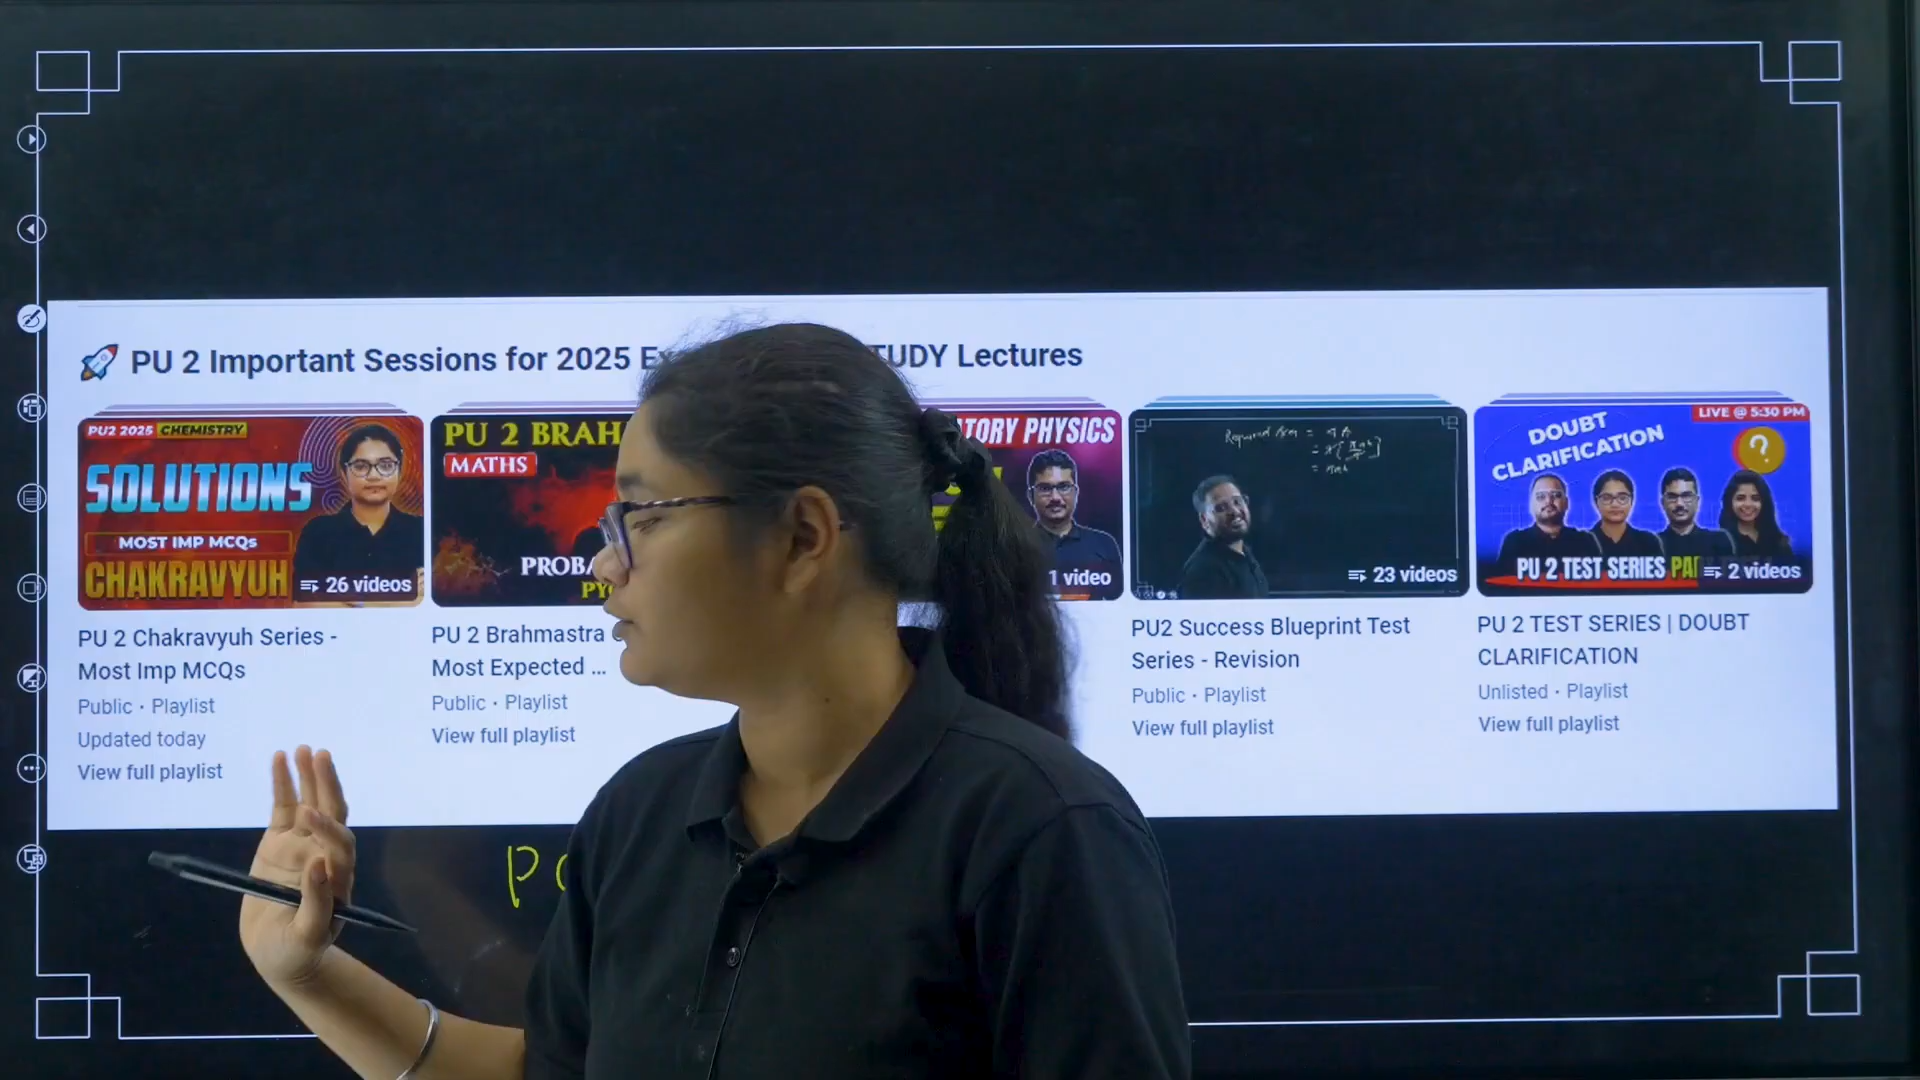 🚀 PU 2 Important Sessions for 2025 TUDY Lectures
PU2 2025 CHEMISTRY
SOLUTIONS
MOST IMP MCQs
CHAKRAVYUH
26 videos
PU 2 Chakravyuh Series -
Most Imp MCQs
Public • Playlist
Updated today
View full playlist
PU 2 BRAH
MATHS
PROBA
PY
PU 2 Brahmastra
Most Expected ...
Public • Playlist
View full playlist
TORY PHYSICS
1 video
Required Area =
23 videos
PU2 Success Blueprint Test
Series - Revision
Public • Playlist
View full playlist
LIVE @ 5:30 PM
DOUBT
CLARIFICATION
?
PU 2 TEST SERIES PA
2 videos
PU 2 TEST SERIES | DOUBT
CLARIFICATION
Unlisted • Playlist
View full playlist
P